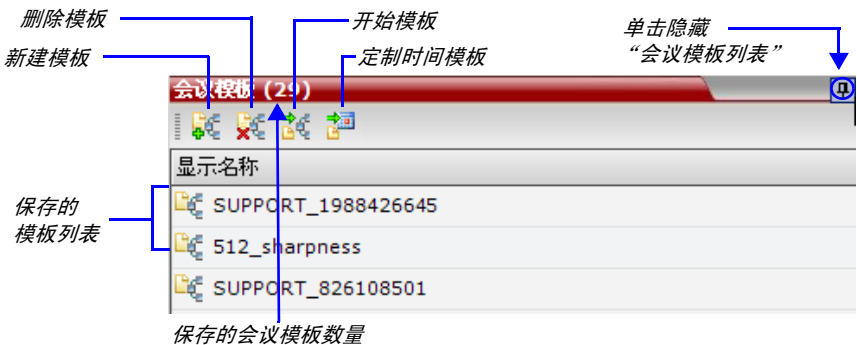 删除模板
开始模板
单击隐藏
“会议模板列表”
新建模板
定制时间模板
会议模板 (29)
显示名称
保存的
模板列表
SUPPORT_1988426645
512_sharpness
SUPPORT_826108501
保存的会议模板数量